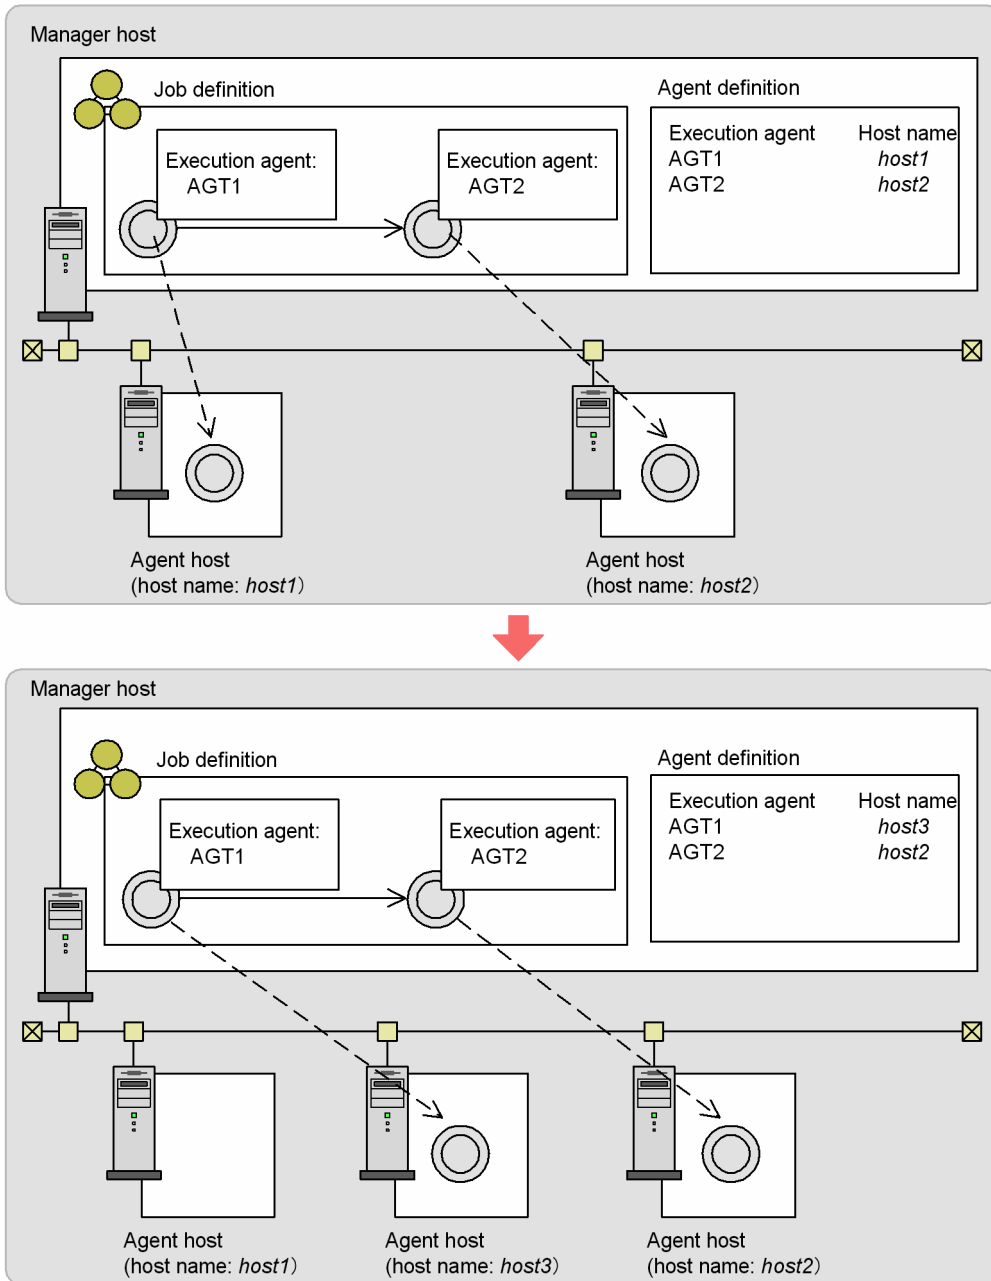 Manager host
Job definition
Agent definition
Execution agent:
AGT1
Execution agent:
AGT2
Execution agent Host name
AGT1 host1
AGT2 host2
Agent host
(host name: host1)
Agent host
(host name: host2)
Manager host
Job definition
Agent definition
Execution agent:
AGT1
Execution agent:
AGT2
Execution agent Host name
AGT1 host3
AGT2 host2
Agent host
(host name: host1)
Agent host
(host name: host3)
Agent host
(host name: host2)